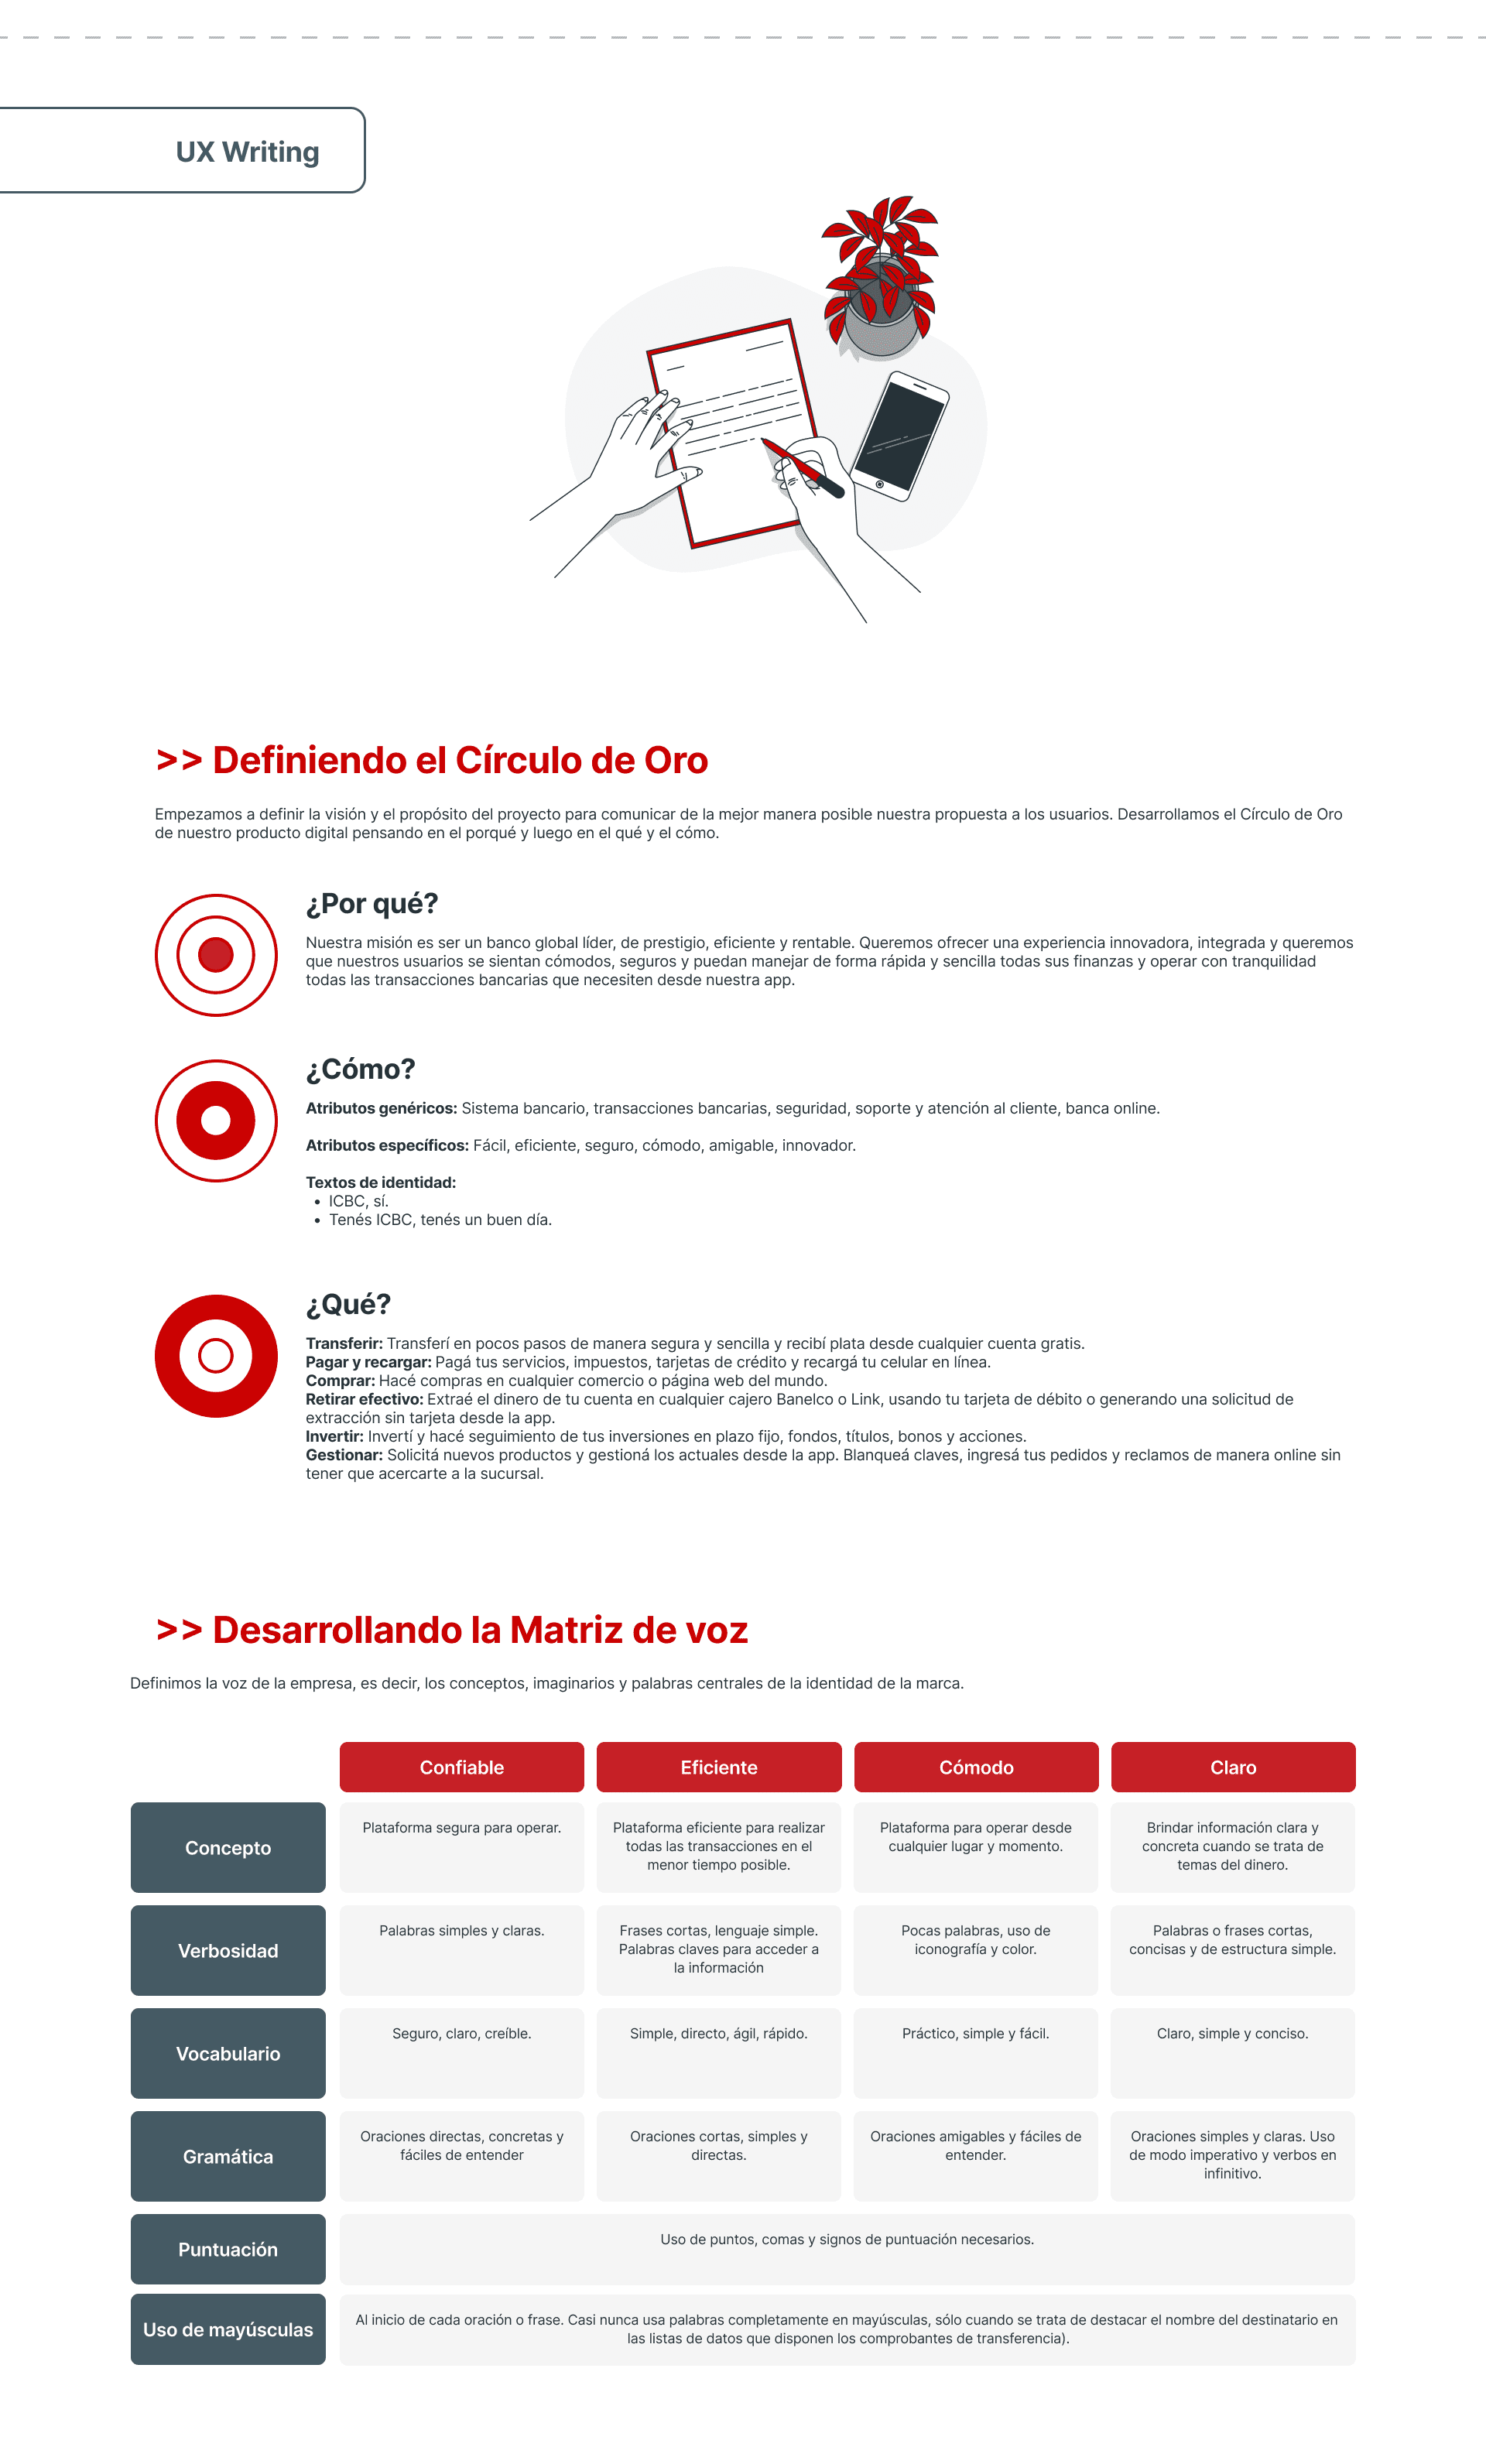 UX Writing
>> Definiendo el Círculo de Oro
Empezamos a definir la visión y el propósito del proyecto para comunicar de la mejor manera posible nuestra propuesta a los usuarios. Desarrollamos el Círculo de Oro
de nuestro producto digital pensando en el porqué y luego en el qué y el cómo.
¿Por qué?
Nuestra misión es ser un banco global líder, de prestigio, eficiente y rentable. Queremos ofrecer una experiencia innovadora, integrada y queremos
que nuestros usuarios se sientan cómodos, seguros y puedan manejar de forma rápida y sencilla todas sus finanzas y operar con tranquilidad
todas las transacciones bancarias que necesiten desde nuestra app.
¿Cómo?
Atributos genéricos: Sistema bancario, transacciones bancarias, seguridad, soporte y atención al cliente, banca online.
Atributos específicos: Fácil, eficiente, seguro, cómodo, amigable, innovador.
Textos de identidad:
• ICBC, sí.
• Tenés ICBC, tenés un buen día.
¿Qué?
Transferir: Transferí en pocos pasos de manera segura y sencilla y recibí plata desde cualquier cuenta gratis.
Pagar y recargar: Pagá tus servicios, impuestos, tarjetas de crédito y recargá tu celular en línea.
Comprar: Hacé compras en cualquier comercio o página web del mundo.
Retirar efectivo: Extraé el dinero de tu cuenta en cualquier cajero Banelco o Link, usando tu tarjeta de débito o generando una solicitud de
extracción sin tarjeta desde la app.
Invertir: Invertí y hacé seguimiento de tus inversiones en plazo fijo, fondos, títulos, bonos y acciones.
Gestionar: Solicitá nuevos productos y gestioná los actuales desde la app. Blanqueá claves, ingresá tus pedidos y reclamos de manera online sin
tener que acercarte a la sucursal.
>> Desarrollando la Matriz de voz
Definimos la voz de la empresa, es decir, los conceptos, imaginarios y palabras centrales de la identidad de la marca.
Confiable
Eficiente
Cómodo
Claro
Concepto
Plataforma segura para operar.
Plataforma eficiente para realizar
todas las transacciones en el
menor tiempo posible.
Plataforma para operar desde
cualquier lugar y momento.
Brindar información clara y
concreta cuando se trata de
temas del dinero.
Verbosidad
Palabras simples y claras.
Frases cortas, lenguaje simple.
Palabras claves para acceder a
la información
Pocas palabras, uso de
iconografía y color.
Palabras o frases cortas,
concisas y de estructura simple.
Vocabulario
Seguro, claro, creíble.
Simple, directo, ágil, rápido.
Práctico, simple y fácil.
Claro, simple y conciso.
Gramática
Oraciones directas, concretas y
fáciles de entender
Oraciones cortas, simples y
directas.
Oraciones amigables y fáciles de
entender.
Oraciones simples y claras. Uso
de modo imperativo y verbos en
infinitivo.
Puntuación
Uso de puntos, comas y signos de puntuación necesarios.
Uso de mayúsculas
Al inicio de cada oración o frase. Casi nunca usa palabras completamente en mayúsculas, sólo cuando se trata de destacar el nombre del destinatario en
las listas de datos que disponen los comprobantes de transferencia).